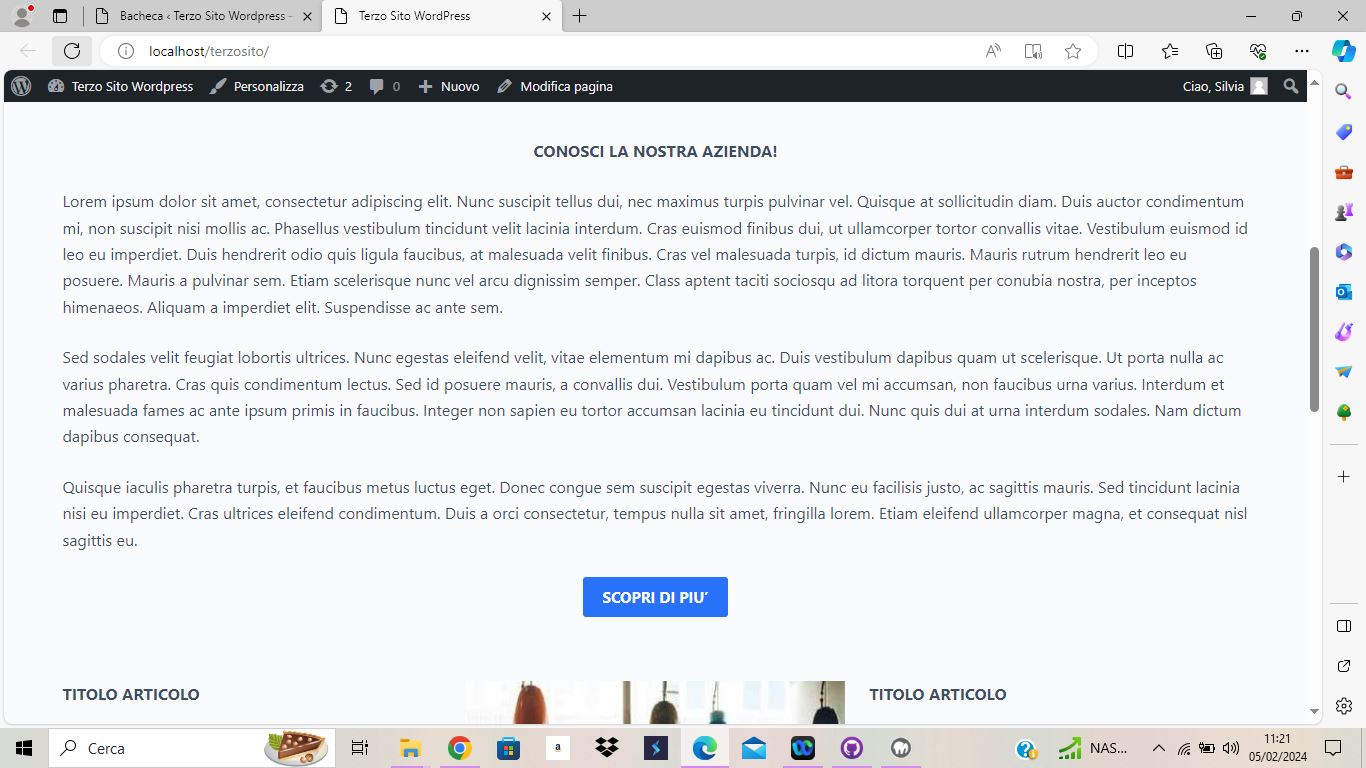 Bacheca ‹ Terzo Sito Wordpress –
Terzo Sito WordPress
localhost/terzosito/
Terzo Sito Wordpress Personalizza 2 0 Nuovo Modifica pagina Ciao, Silvia
CONOSCI LA NOSTRA AZIENDA!
Lorem ipsum dolor sit amet, consectetur adipiscing elit. Nunc suscipit tellus dui, nec maximus turpis pulvinar vel. Quisque at sollicitudin diam. Duis auctor condimentum
mi, non suscipit nisi mollis ac. Phasellus vestibulum tincidunt velit lacinia interdum. Cras euismod finibus dui, ut ullamcorper tortor convallis vitae. Vestibulum euismod id
leo eu imperdiet. Duis hendrerit odio quis ligula faucibus, at malesuada velit finibus. Cras vel malesuada turpis, id dictum mauris. Mauris rutrum hendrerit leo eu
posuere. Mauris a pulvinar sem. Etiam scelerisque nunc vel arcu dignissim semper. Class aptent taciti sociosqu ad litora torquent per conubia nostra, per inceptos
himenaeos. Aliquam a imperdiet elit. Suspendisse ac ante sem.
Sed sodales velit feugiat lobortis ultrices. Nunc egestas eleifend velit, vitae elementum mi dapibus ac. Duis vestibulum dapibus quam ut scelerisque. Ut porta nulla ac
varius pharetra. Cras quis condimentum lectus. Sed id posuere mauris, a convallis dui. Vestibulum porta quam vel mi accumsan, non faucibus urna varius. Interdum et
malesuada fames ac ante ipsum primis in faucibus. Integer non sapien eu tortor accumsan lacinia eu tincidunt dui. Nunc quis dui at urna interdum sodales. Nam dictum
dapibus consequat.
Quisque iaculis pharetra turpis, et faucibus metus luctus eget. Donec congue sem suscipit egestas viverra. Nunc eu facilisis justo, ac sagittis mauris. Sed tincidunt lacinia
nisi eu imperdiet. Cras ultrices eleifend condimentum. Duis a orci consectetur, tempus nulla sit amet, fringilla lorem. Etiam eleifend ullamcorper magna, et consequat nisl
sagittis eu.
SCOPRI DI PIU’
TITOLO ARTICOLO
TITOLO ARTICOLO
Cerca
a
NAS...
11:21
05/02/2024